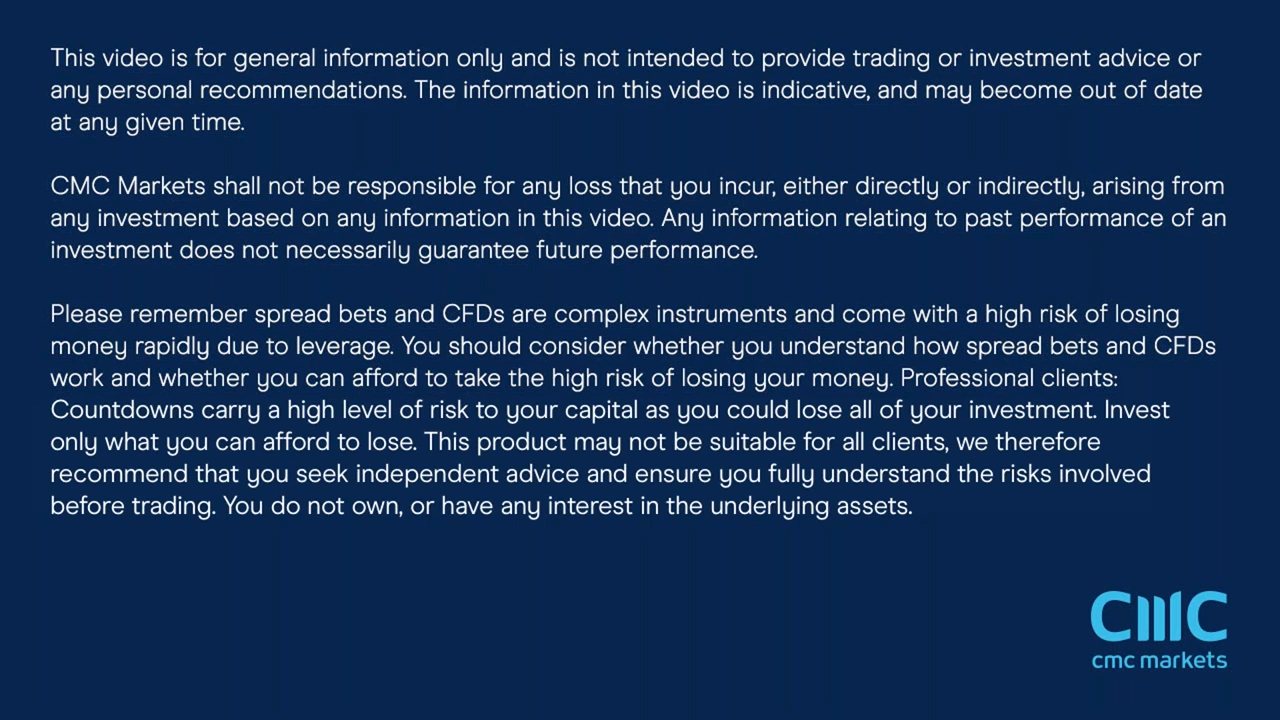 This video is for general information only and is not intended to provide trading or investment advice or
any personal recommendations. The information in this video is indicative, and may become out of date
at any given time.
CMC Markets shall not be responsible for any loss that you incur, either directly or indirectly, arising from
any investment based on any information in this video. Any information relating to past performance of an
investment does not necessarily guarantee future performance.
Please remember spread bets and CFDs are complex instruments and come with a high risk of losing
money rapidly due to leverage. You should consider whether you understand how spread bets and CFDs
work and whether you can afford to take the high risk of losing your money. Professional clients:
Countdowns carry a high level of risk to your capital as you could lose all of your investment. Invest
only what you can afford to lose. This product may not be suitable for all clients, we therefore
recommend that you seek independent advice and ensure you fully understand the risks involved
before trading. You do not own, or have any interest in the underlying assets.
CMC
cmc markets